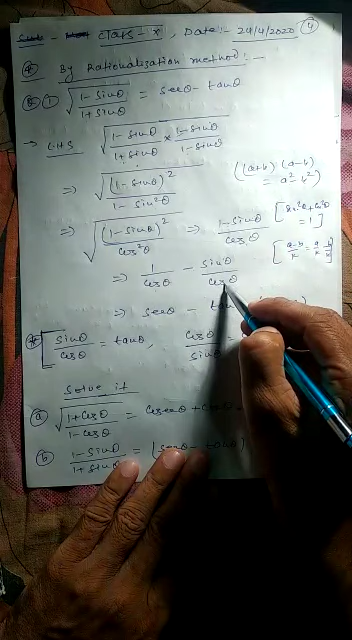 Class - X, Date:- 24/4/2020 (4)
By Rationalization method:-
(1) √((1-Sinθ)/(1+Sinθ)) = secθ - tanθ
→ LHS √((1-Sinθ)/(1+Sinθ) × (1-Sinθ)/(1-Sinθ))
⇒ √((1-Sinθ)²/(1-Sin²θ)) ((a+b)(a-b) = a²-b²)
⇒ √((1-Sinθ)²/Cos²θ) ⇒ (1-Sinθ)/Cosθ [Sin²θ+Cos²θ = 1]
⇒ 1/Cosθ - Sinθ/Cosθ [(a-b)/k = a/k - b/k]
⇒ secθ - tan
Sinθ/Cosθ = tanθ, Cosθ/Sinθ =
Solve it
(a) √((1+Cosθ)/(1-Cosθ)) = Cosecθ + Cotθ
(b) (1-Sinθ)/(1+Sinθ) = (secθ - tanθ)